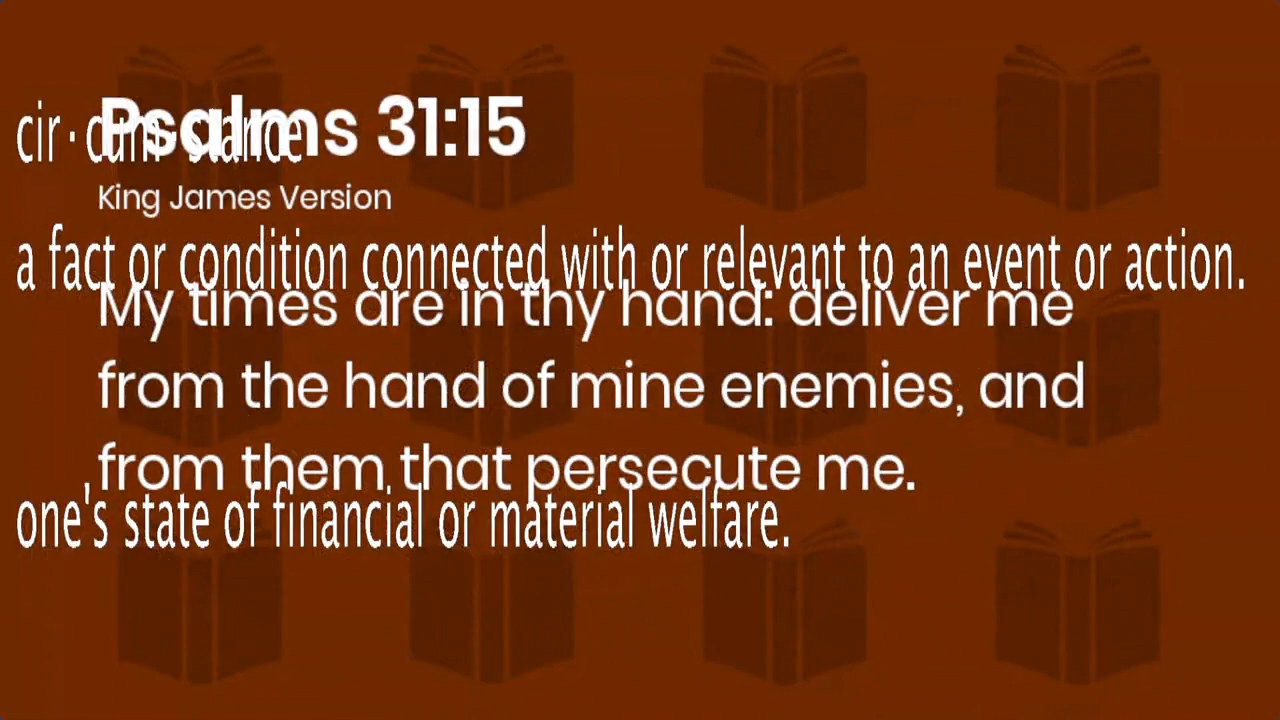 cir·cum·stance
Psalms 31:15
King James Version
a fact or condition connected with or relevant to an event or action.
My times are in thy hand: deliver me
from the hand of mine enemies, and
from them that persecute me.
one's state of financial or material welfare.